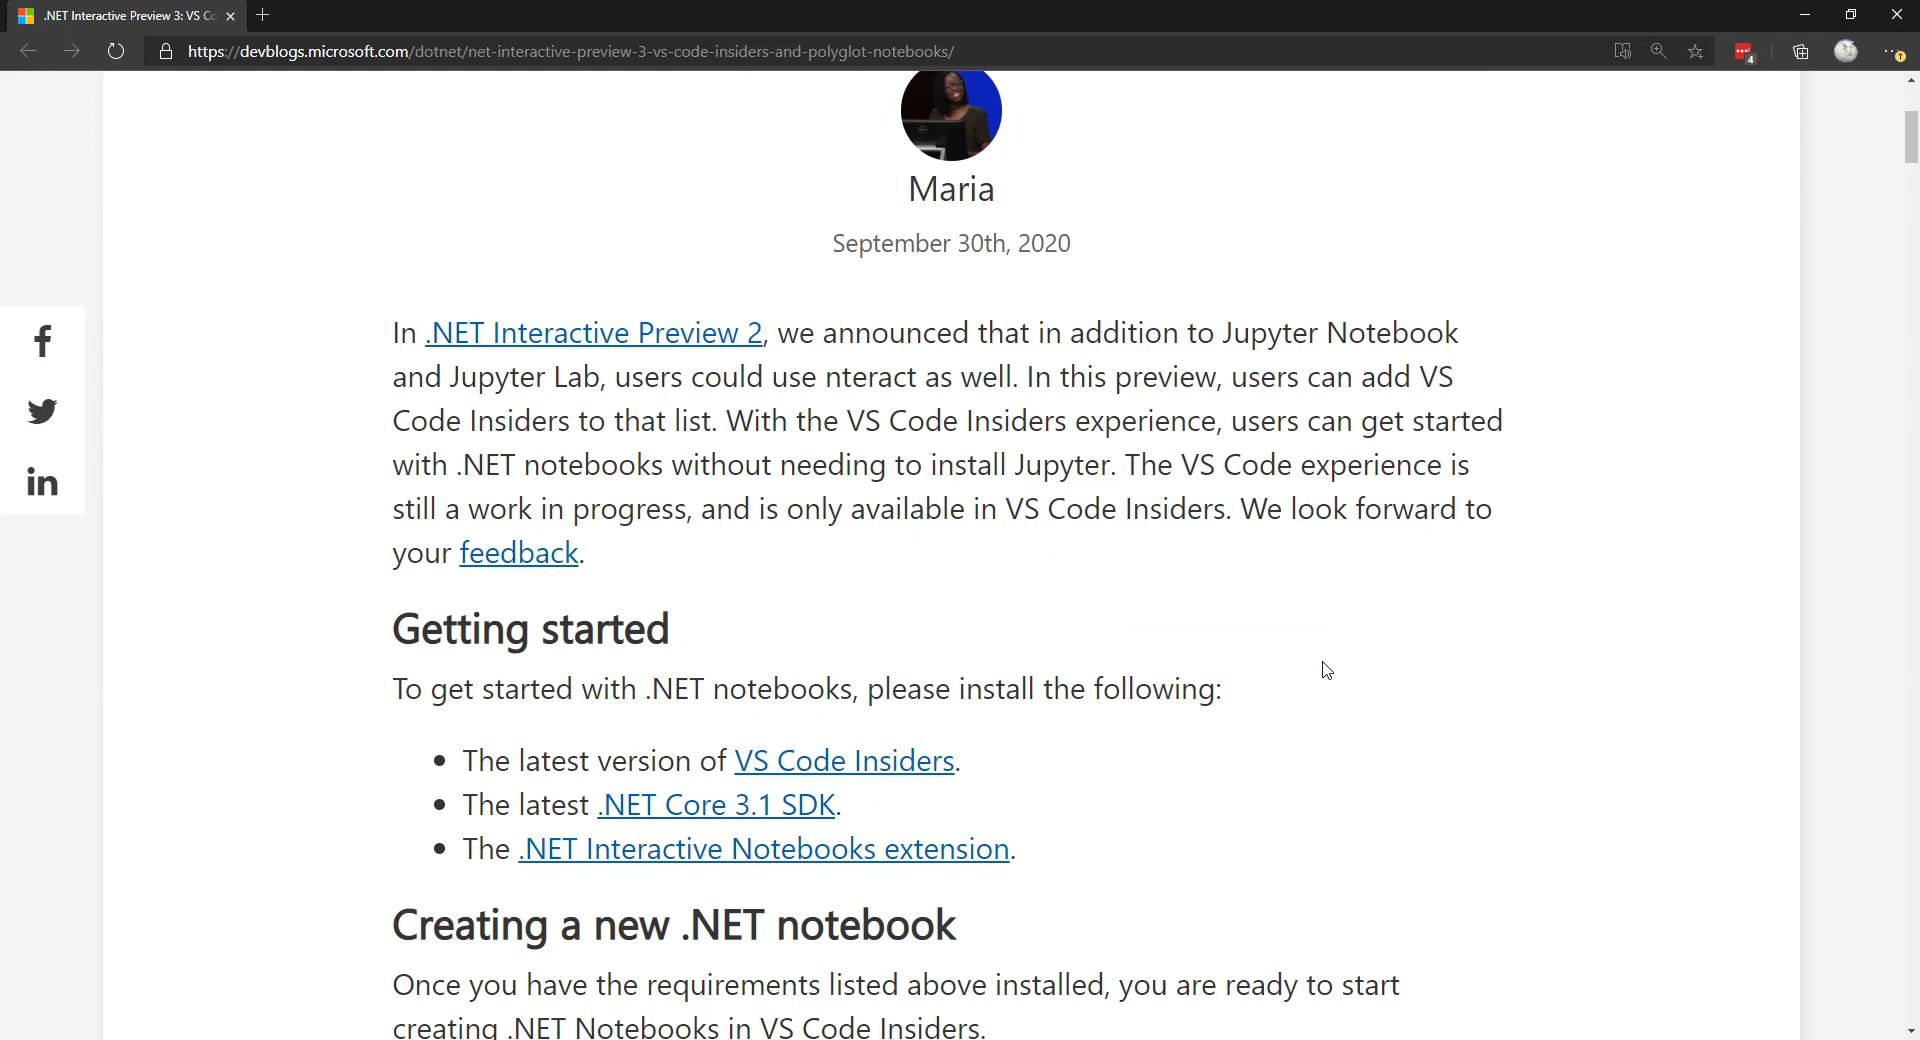 .NET Interactive Preview 3: VS Co
https://devblogs.microsoft.com/dotnet/net-interactive-preview-3-vs-code-insiders-and-polyglot-notebooks/
4
Maria
September 30th, 2020
In .NET Interactive Preview 2, we announced that in addition to Jupyter Notebook
and Jupyter Lab, users could use nteract as well. In this preview, users can add VS
Code Insiders to that list. With the VS Code Insiders experience, users can get started
with .NET notebooks without needing to install Jupyter. The VS Code experience is
still a work in progress, and is only available in VS Code Insiders. We look forward to
your feedback.
Getting started
To get started with .NET notebooks, please install the following:
• The latest version of VS Code Insiders.
• The latest .NET Core 3.1 SDK.
• The .NET Interactive Notebooks extension.
Creating a new .NET notebook
Once you have the requirements listed above installed, you are ready to start
creating .NET Notebooks in VS Code Insiders.